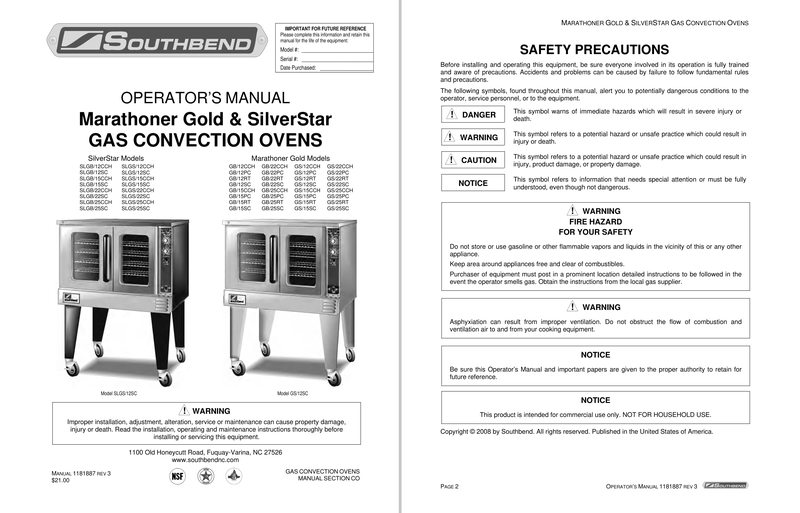 SOUTHBEND
IMPORTANT FOR FUTURE REFERENCE
Please complete this information and retain this
manual for the life of the equipment:
Model #:
Serial #:
Date Purchased:
OPERATOR'S MANUAL
Marathoner Gold & SilverStar
GAS CONVECTION OVENS
SilverStar Models
SLGB/12CCH SLGS/12CCH
SLGB/12SC SLGS/12SC
SLGB/15CCH SLGS/15CCH
SLGB/15SC SLGS/15SC
SLGB/22CCH SLGS/22CCH
SLGB/22SC SLGS/22SC
SLGB/25CCH SLGS/25CCH
SLGB/25SC SLGS/25SC
Marathoner Gold Models
GB/12CCH GB/22CCH GS/12CCH GS/22CCH
GB/12PC GB/22PC GS/12PC GS/22PC
GB/12RT GB/22RT GS/12RT GS/22RT
GB/12SC GB/22SC GS/12SC GS/22SC
GB/15CCH GB/25CCH GS/15CCH GS/25CCH
GB/15PC GB/25PC GS/15PC GS/25PC
GB/15RT GB/25RT GS/15RT GS/25RT
GB/15SC GB/25SC GS/15SC GS/25SC
Southbend
Southbend
Model SLGS/12SC
Model GS/12SC
WARNING
Improper installation, adjustment, alteration, service or maintenance can cause property damage,
injury or death. Read the installation, operating and maintenance instructions thoroughly before
installing or servicing this equipment.
1100 Old Honeycutt Road, Fuquay-Varina, NC 27526
www.southbendnc.com
MANUAL 1181887 REV 3
$21.00
NSF
GAS CONVECTION OVENS
MANUAL SECTION CO
MARATHONER GOLD & SILVERSTAR GAS CONVECTION OVENS
SAFETY PRECAUTIONS
Before installing and operating this equipment, be sure everyone involved in its operation is fully trained
and aware of precautions. Accidents and problems can be caused by failure to follow fundamental rules
and precautions.
The following symbols, found throughout this manual, alert you to potentially dangerous conditions to the
operator, service personnel, or to the equipment.
DANGER
This symbol warns of immediate hazards which will result in severe injury or
death.
WARNING
This symbol refers to a potential hazard or unsafe practice which could result in
injury or death.
CAUTION
This symbol refers to a potential hazard or unsafe practice which could result in
injury, product damage, or property damage.
NOTICE
This symbol refers to information that needs special attention or must be fully
understood, even though not dangerous.
WARNING
FIRE HAZARD
FOR YOUR SAFETY
Do not store or use gasoline or other flammable vapors and liquids in the vicinity of this or any other
appliance.
Keep area around appliances free and clear of combustibles.
Purchaser of equipment must post in a prominent location detailed instructions to be followed in the
event the operator smells gas. Obtain the instructions from the local gas supplier.
WARNING
Asphyxiation can result from improper ventilation. Do not obstruct the flow of combustion and
ventilation air to and from your cooking equipment.
NOTICE
Be sure this Operator's Manual and important papers are given to the proper authority to retain for
future reference.
NOTICE
This product is intended for commercial use only. NOT FOR HOUSEHOLD USE.
Copyright © 2008 by Southbend. All rights reserved. Published in the United States of America.
PAGE 2
OPERATOR'S MANUAL 1181887 REV 3
SOUTHBEND